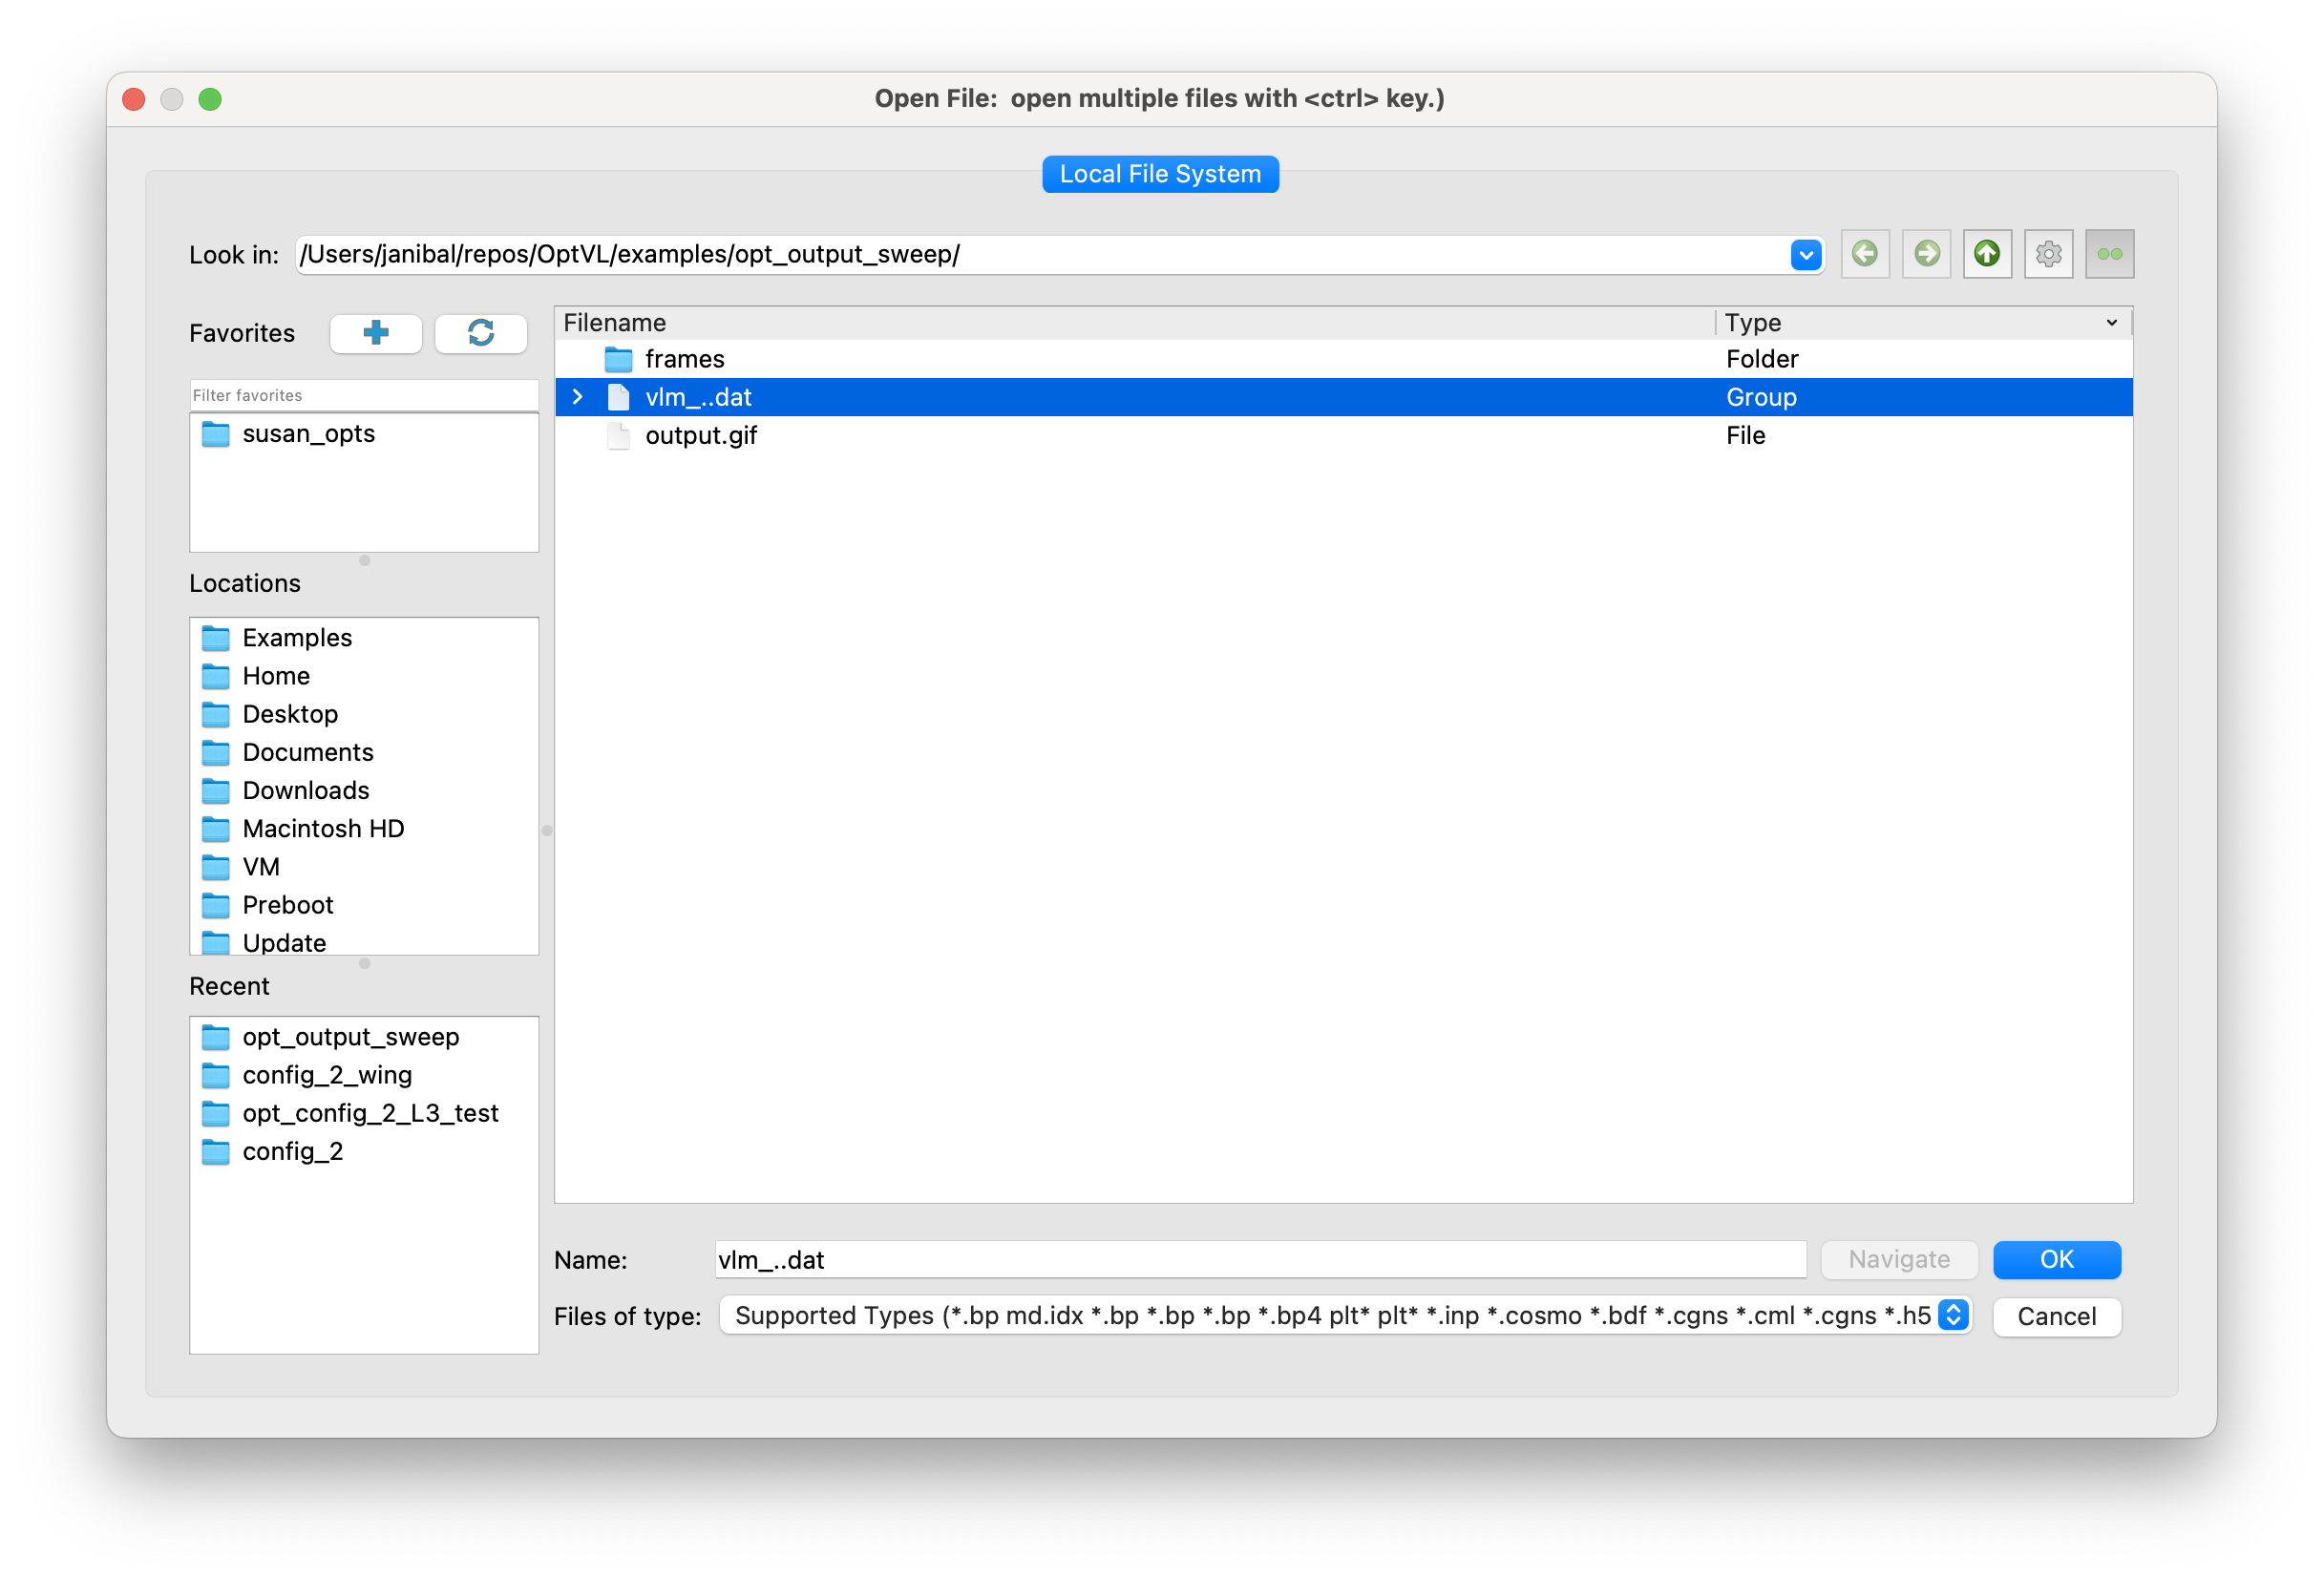 Open File:  open multiple files with <ctrl> key.)
Local File System
Look in: /Users/janibal/repos/OptVL/examples/opt_output_sweep/
Favorites
Filter favorites
susan_opts
Locations
Examples
Home
Desktop
Documents
Downloads
Macintosh HD
VM
Preboot
Update
Recent
opt_output_sweep
config_2_wing
opt_config_2_L3_test
config_2
Filename Type
frames Folder
vlm_..dat Group
output.gif File
Name: vlm_..dat Navigate OK
Files of type: Supported Types (*.bp md.idx *.bp *.bp *.bp *.bp4 plt* plt* *.inp *.cosmo *.bdf *.cgns *.cml *.cgns *.h5 Cancel